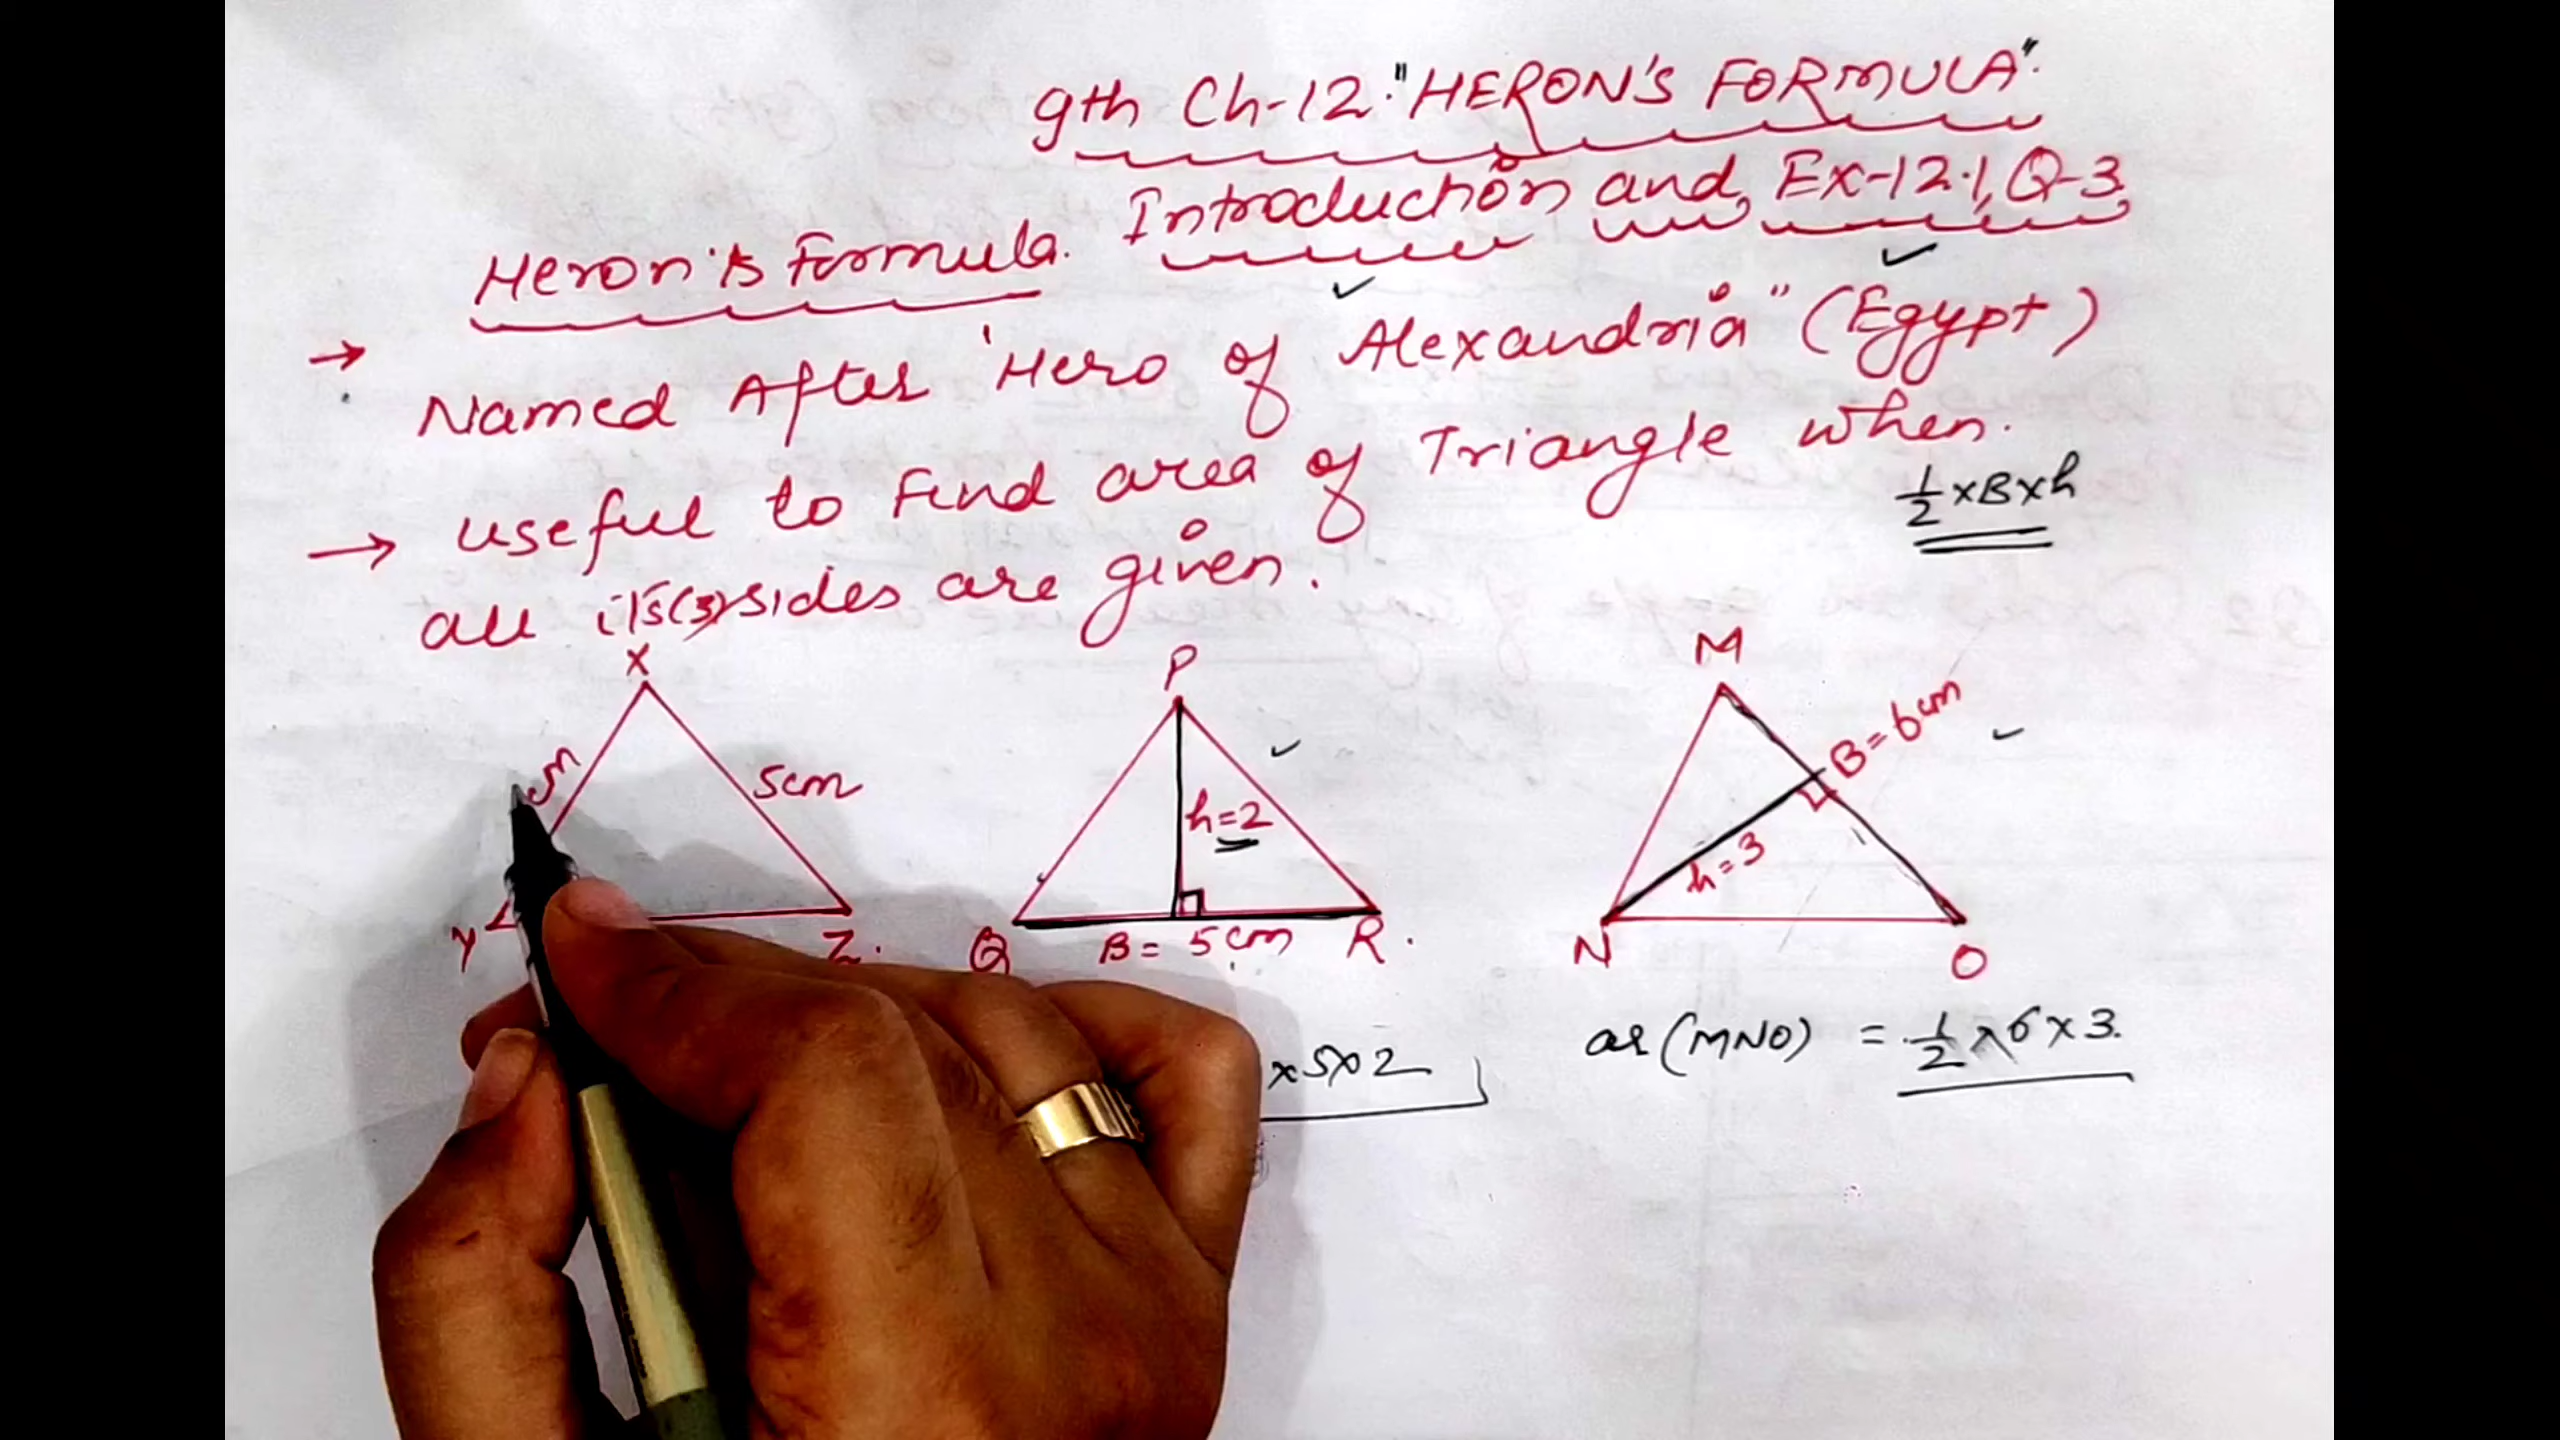 9th Ch-12. "HERON'S FORMULA".
Introduction and, Ex-12.1, Q-3
Heron's Formula.
→ Named After 'Hero of Alexandria" (Egypt)
→ useful to Find area of Triangle when.
all its(3) sides are given.
1/2 × B × h
X
5cm
Y
Z.
P
h=2
Q
B = 5cm
R.
M
B = 6cm
h = 3
N
O
×5×2
ar (MNO) = 1/2 × 6 × 3.